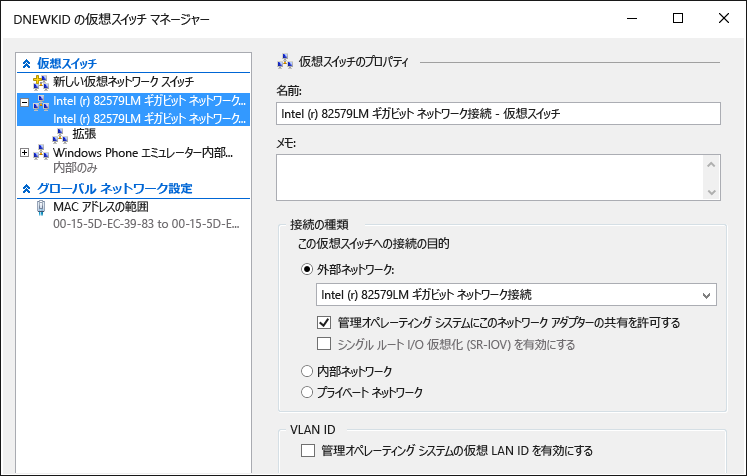 DNEWKID の仮想スイッチ マネージャー
仮想スイッチ
新しい仮想ネットワーク スイッチ
Intel (r) 82579LM ギガビット ネットワーク...
Intel (r) 82579LM ギガビット ネットワーク...
拡張
Windows Phone エミュレーター内部...
内部のみ
グローバル ネットワーク設定
MAC アドレスの範囲
00-15-5D-EC-39-83 to 00-15-5D-E...
仮想スイッチのプロパティ
名前:
Intel (r) 82579LM ギガビット ネットワーク接続 - 仮想スイッチ
メモ:
接続の種類
この仮想スイッチへの接続の目的
外部ネットワーク:
Intel (r) 82579LM ギガビット ネットワーク接続
管理オペレーティング システムにこのネットワーク アダプターの共有を許可する
シングル ルート I/O 仮想化 (SR-IOV) を有効にする
内部ネットワーク
プライベート ネットワーク
VLAN ID
管理オペレーティング システムの仮想 LAN ID を有効にする